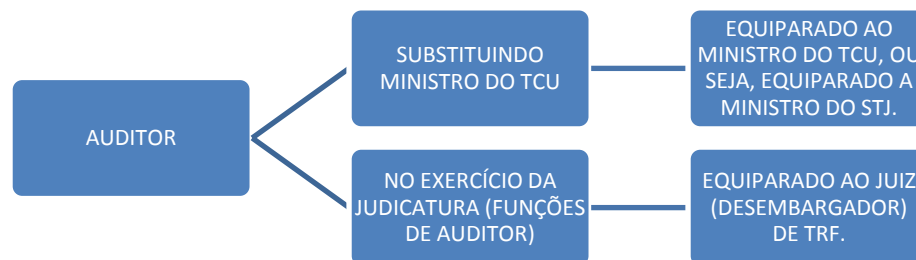 AUDITOR
SUBSTITUINDO
MINISTRO DO TCU
EQUIPARADO AO
MINISTRO DO TCU, OU
SEJA, EQUIPARADO A
MINISTRO DO STJ.
NO EXERCÍCIO DA
JUDICATURA (FUNÇÕES
DE AUDITOR)
EQUIPARADO AO JUIZ
(DESEMBARGADOR)
DE TRF.